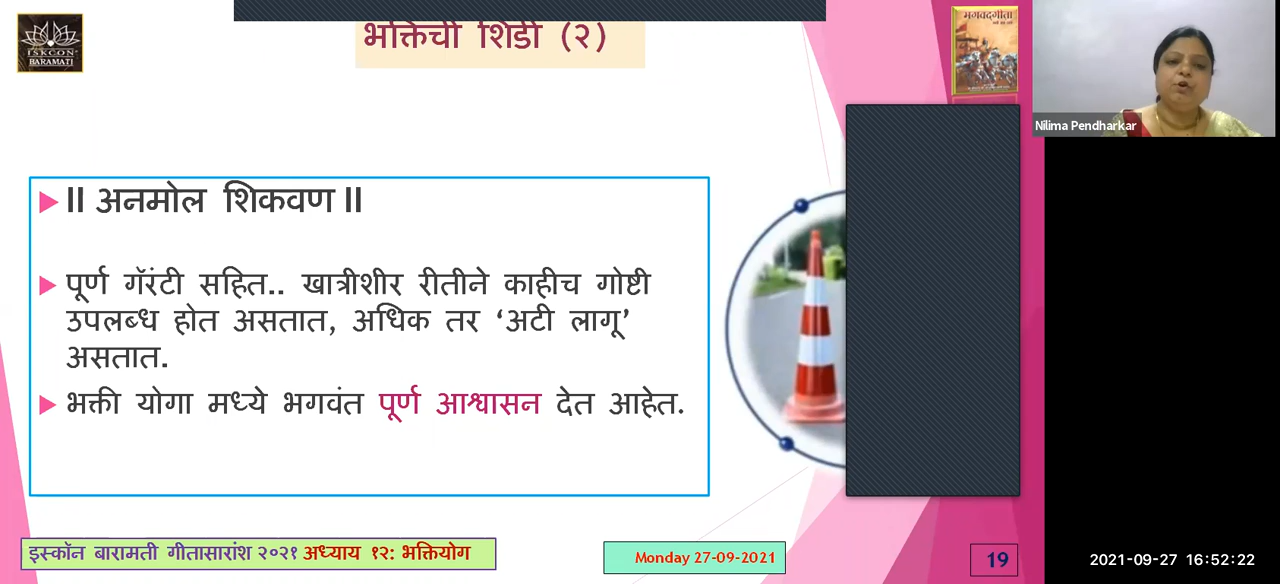 भक्तिची शिडी (२)
ISKCON
BARAMATI
भगवद्गीता
Nilima Pendharkar
॥ अनमोल शिकवण ॥
पूर्ण गॅरंटी सहित.. खात्रीशीर रीतीने काहीच गोष्टी
उपलब्ध होत असतात, अधिक तर ‘अटी लागू’
असतात.
भक्ती योगा मध्ये भगवंत पूर्ण आश्वासन देत आहेत.
इस्कॉन बारामती गीतासारांश २०२१ अध्याय १२: भक्तियोग
Monday 27-09-2021
19
2021-09-27 16:52:22